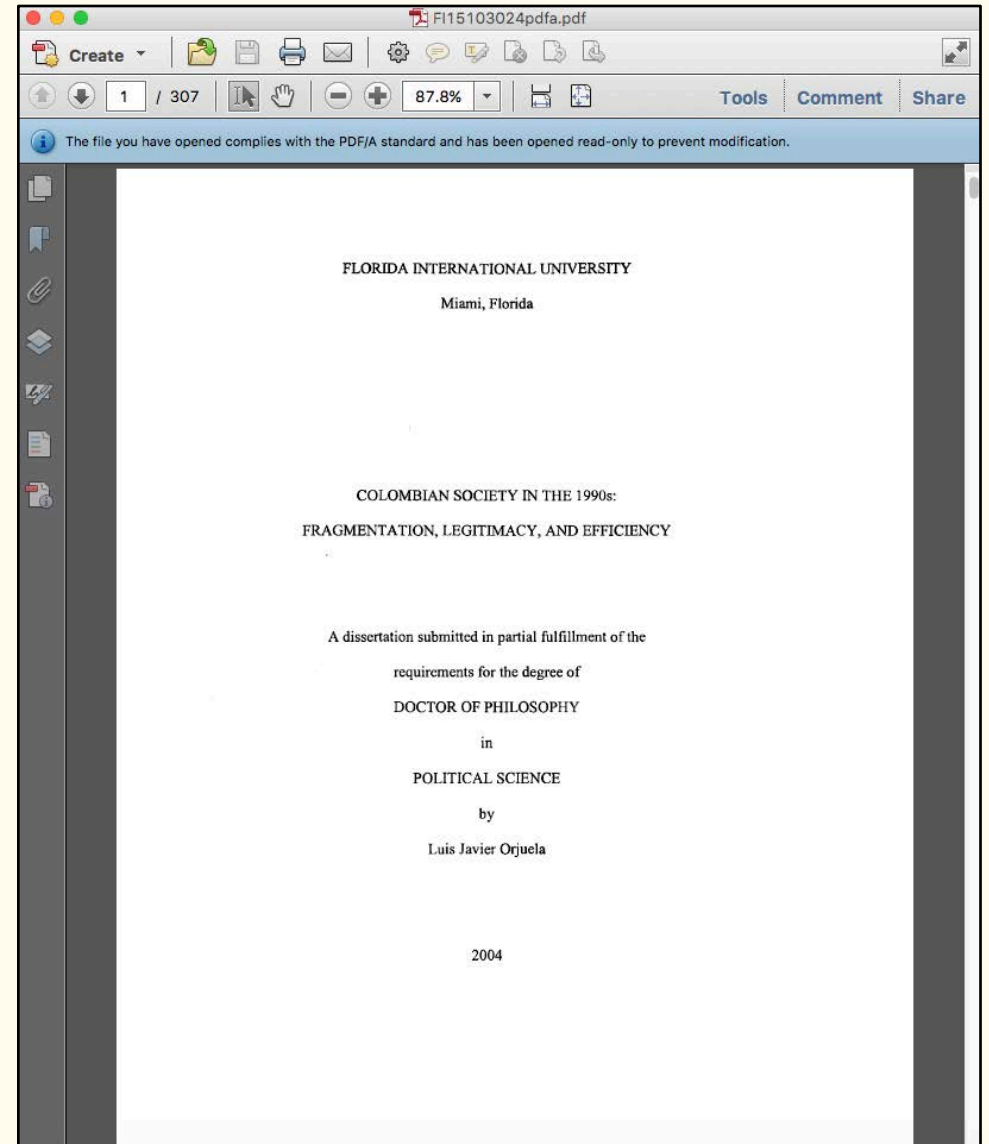 FI15103024pdfa.pdf
Create
1 / 307 87.8% Tools Comment Share
The file you have opened complies with the PDF/A standard and has been opened read-only to prevent modification.
FLORIDA INTERNATIONAL UNIVERSITY
Miami, Florida
COLOMBIAN SOCIETY IN THE 1990s:
FRAGMENTATION, LEGITIMACY, AND EFFICIENCY
A dissertation submitted in partial fulfillment of the
requirements for the degree of
DOCTOR OF PHILOSOPHY
in
POLITICAL SCIENCE
by
Luis Javier Orjuela
2004